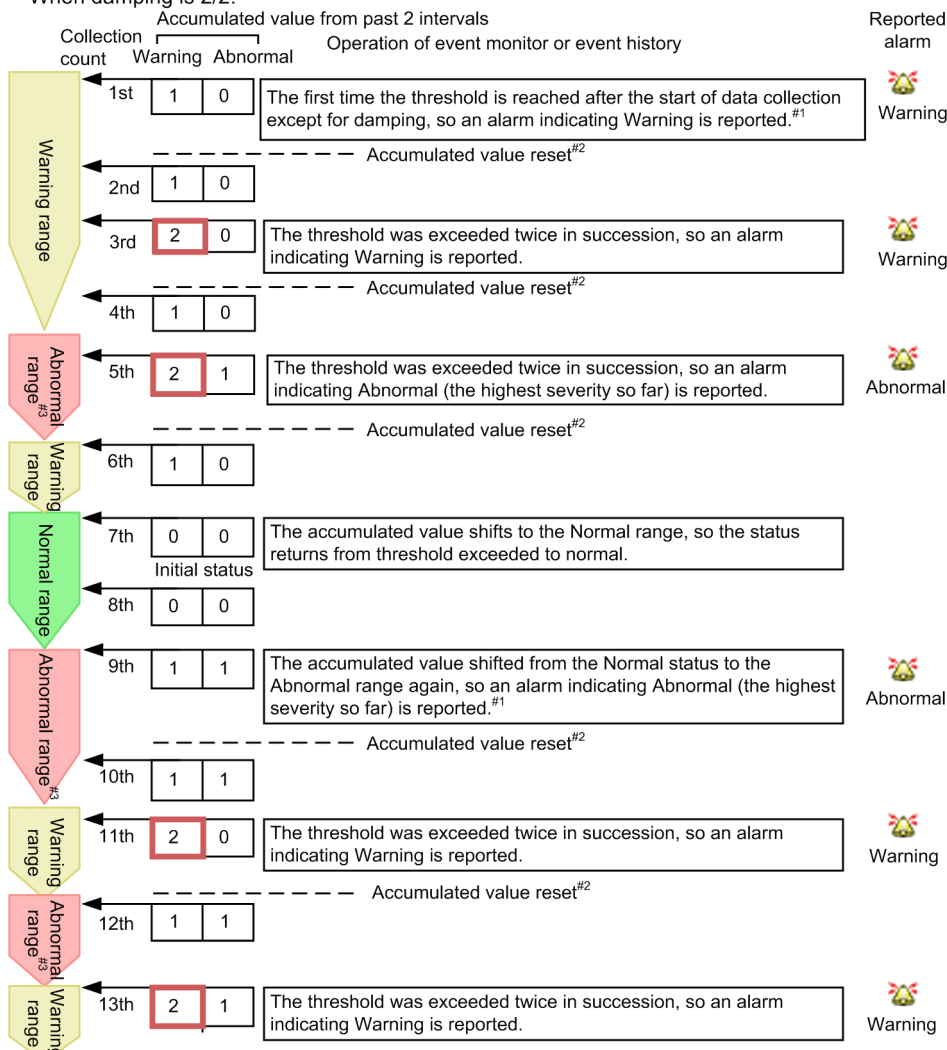 When damping is 2/2:
Accumulated value from past 2 intervals
Collection count
Warning Abnormal
Operation of event monitor or event history
Reported alarm
Warning range
1st
1 0
The first time the threshold is reached after the start of data collection
except for damping, so an alarm indicating Warning is reported.#1
Warning
Accumulated value reset#2
2nd
1 0
3rd
2 0
The threshold was exceeded twice in succession, so an alarm
indicating Warning is reported.
Warning
Accumulated value reset#2
4th
1 0
Abnormal
range#3
5th
2 1
The threshold was exceeded twice in succession, so an alarm
indicating Abnormal (the highest severity so far) is reported.
Abnormal
Accumulated value reset#2
Warning
range
6th
1 0
Normal range
7th
0 0
The accumulated value shifts to the Normal range, so the status
returns from threshold exceeded to normal.
Initial status
8th
0 0
Abnormal range#3
9th
1 1
The accumulated value shifted from the Normal status to the
Abnormal range again, so an alarm indicating Abnormal (the highest
severity so far) is reported.#1
Abnormal
Accumulated value reset#2
10th
1 1
Warning
range
11th
2 0
The threshold was exceeded twice in succession, so an alarm
indicating Warning is reported.
Warning
Accumulated value reset#2
Abnormal
range#3
12th
1 1
Warning
range
13th
2 1
The threshold was exceeded twice in succession, so an alarm
indicating Warning is reported.
Warning